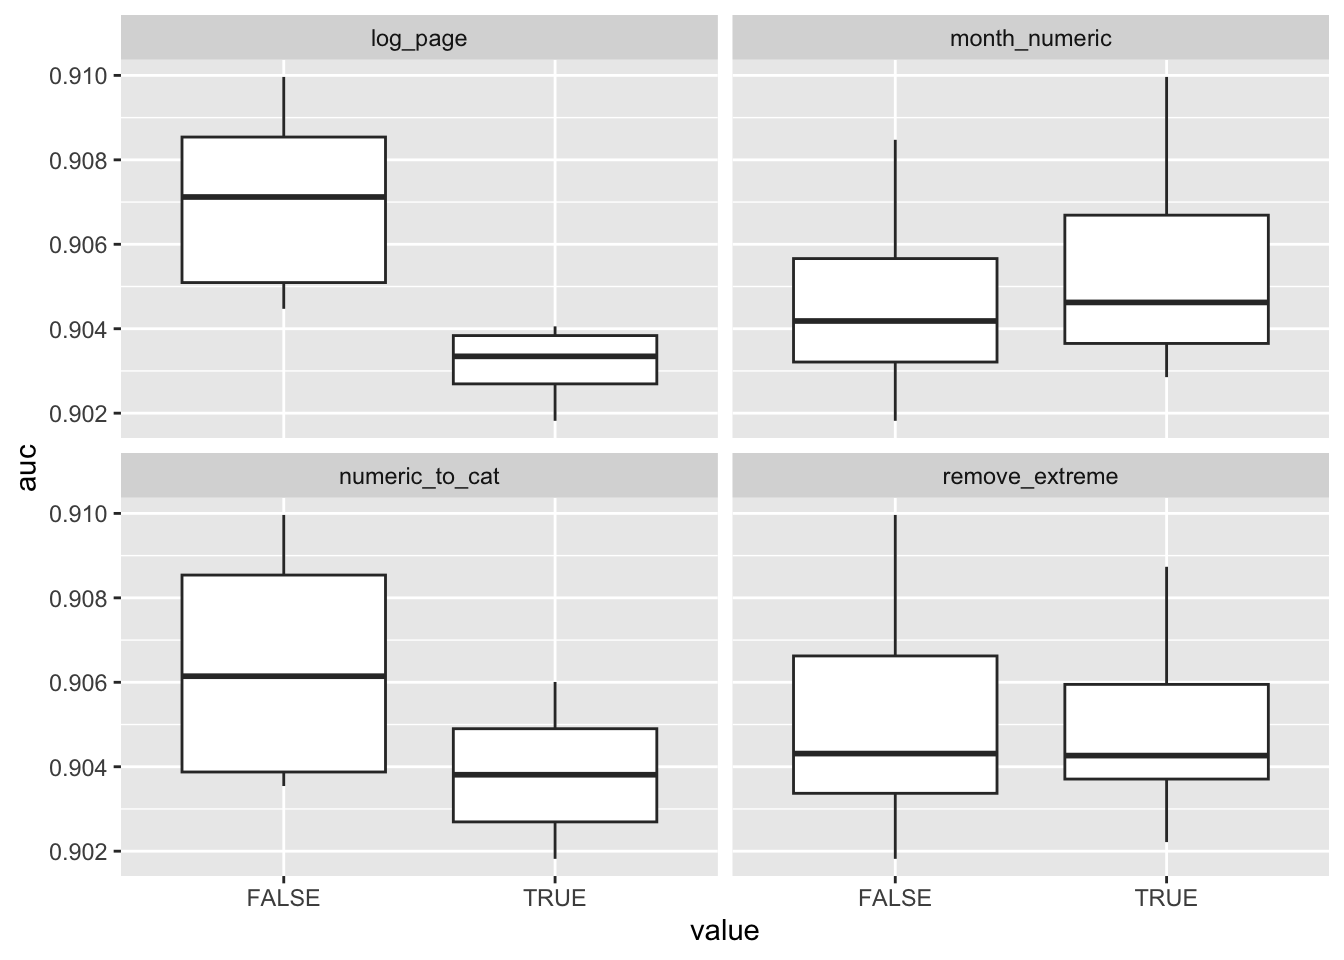 log_page
month_numeric
0.910
0.908
0.906
0.904
0.902
auc
numeric_to_cat
remove_extreme
0.910
0.908
0.906
0.904
0.902
FALSE
TRUE
FALSE
TRUE
value